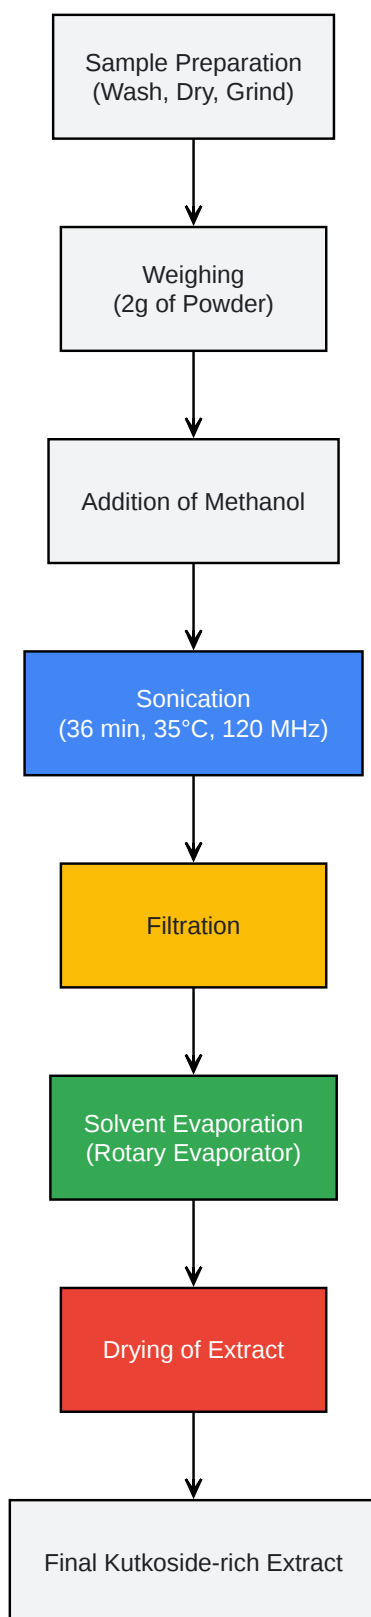 Sample Preparation
(Wash, Dry, Grind)
Weighing
(2g of Powder)
Addition of Methanol
Sonication
(36 min, 35°C, 120 MHz)
Filtration
Solvent Evaporation
(Rotary Evaporator)
Drying of Extract
Final Kutkoside-rich Extract